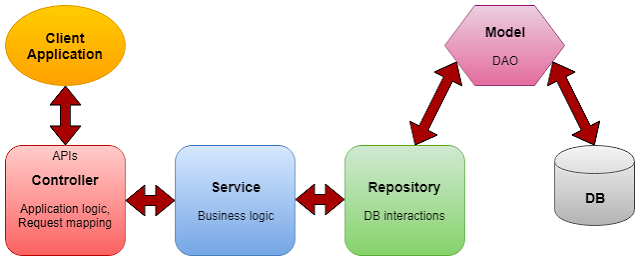 Client
Application
Model
DAO
APIs
Controller
Application logic,
Request mapping
Service
Business logic
Repository
DB interactions
DB